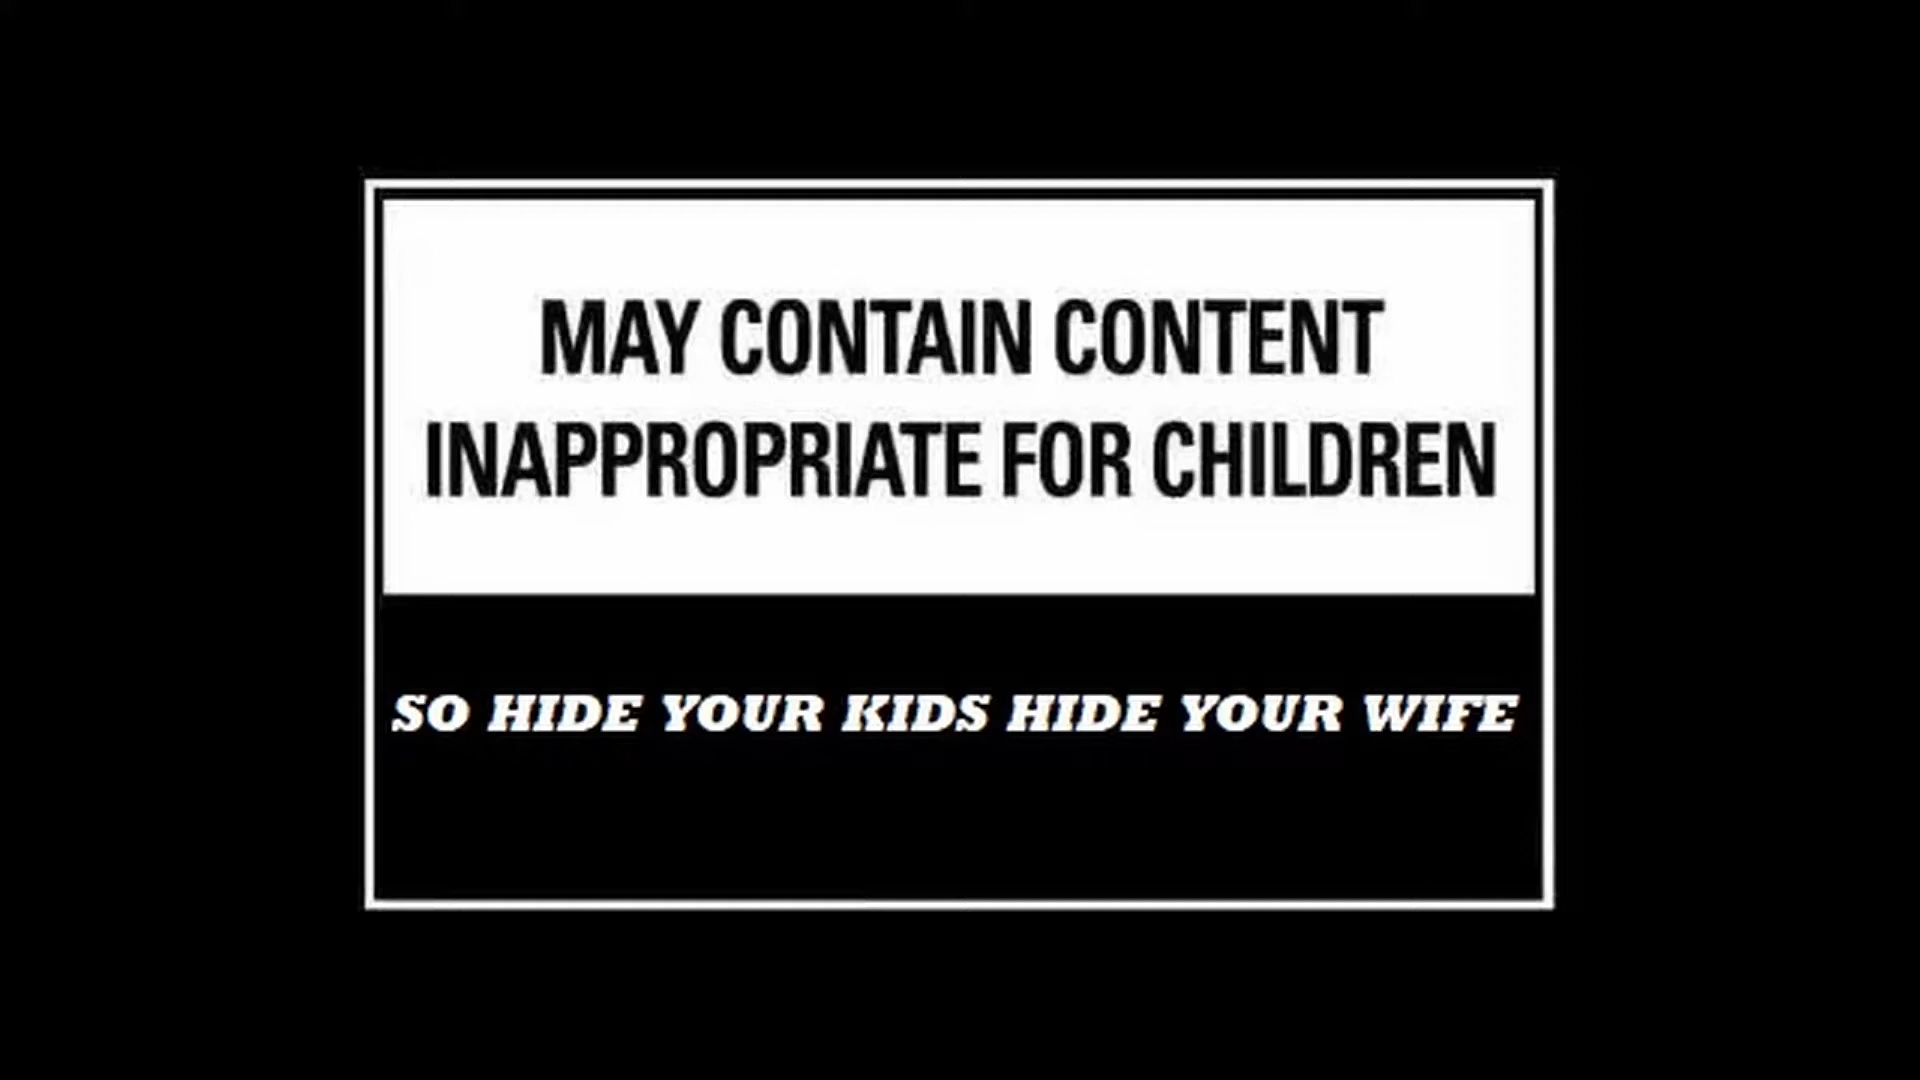 MAY CONTAIN CONTENT
INAPPROPRIATE FOR CHILDREN
SO HIDE YOUR KIDS HIDE YOUR WIFE